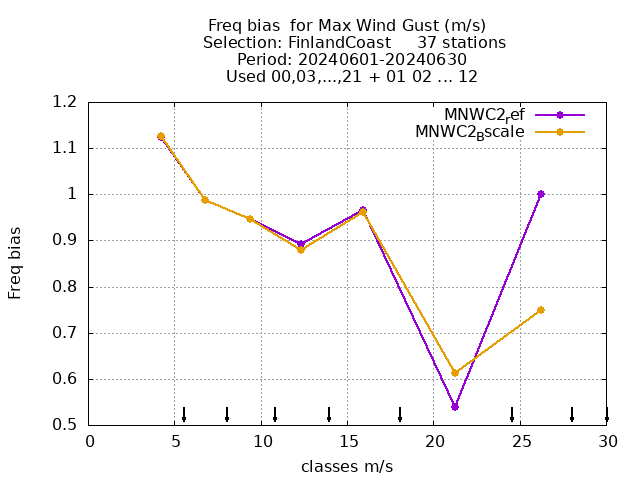 Freq bias  for Max Wind Gust (m/s)
Selection: FinlandCoast     37 stations
Period: 20240601-20240630
Used 00,03,...,21 + 01 02 ... 12
MNWC2ref
MNWC2Bscale
1.2
1.1
1
0.9
0.8
0.7
0.6
0.5
Freq bias
0 5 10 15 20 25 30
classes m/s